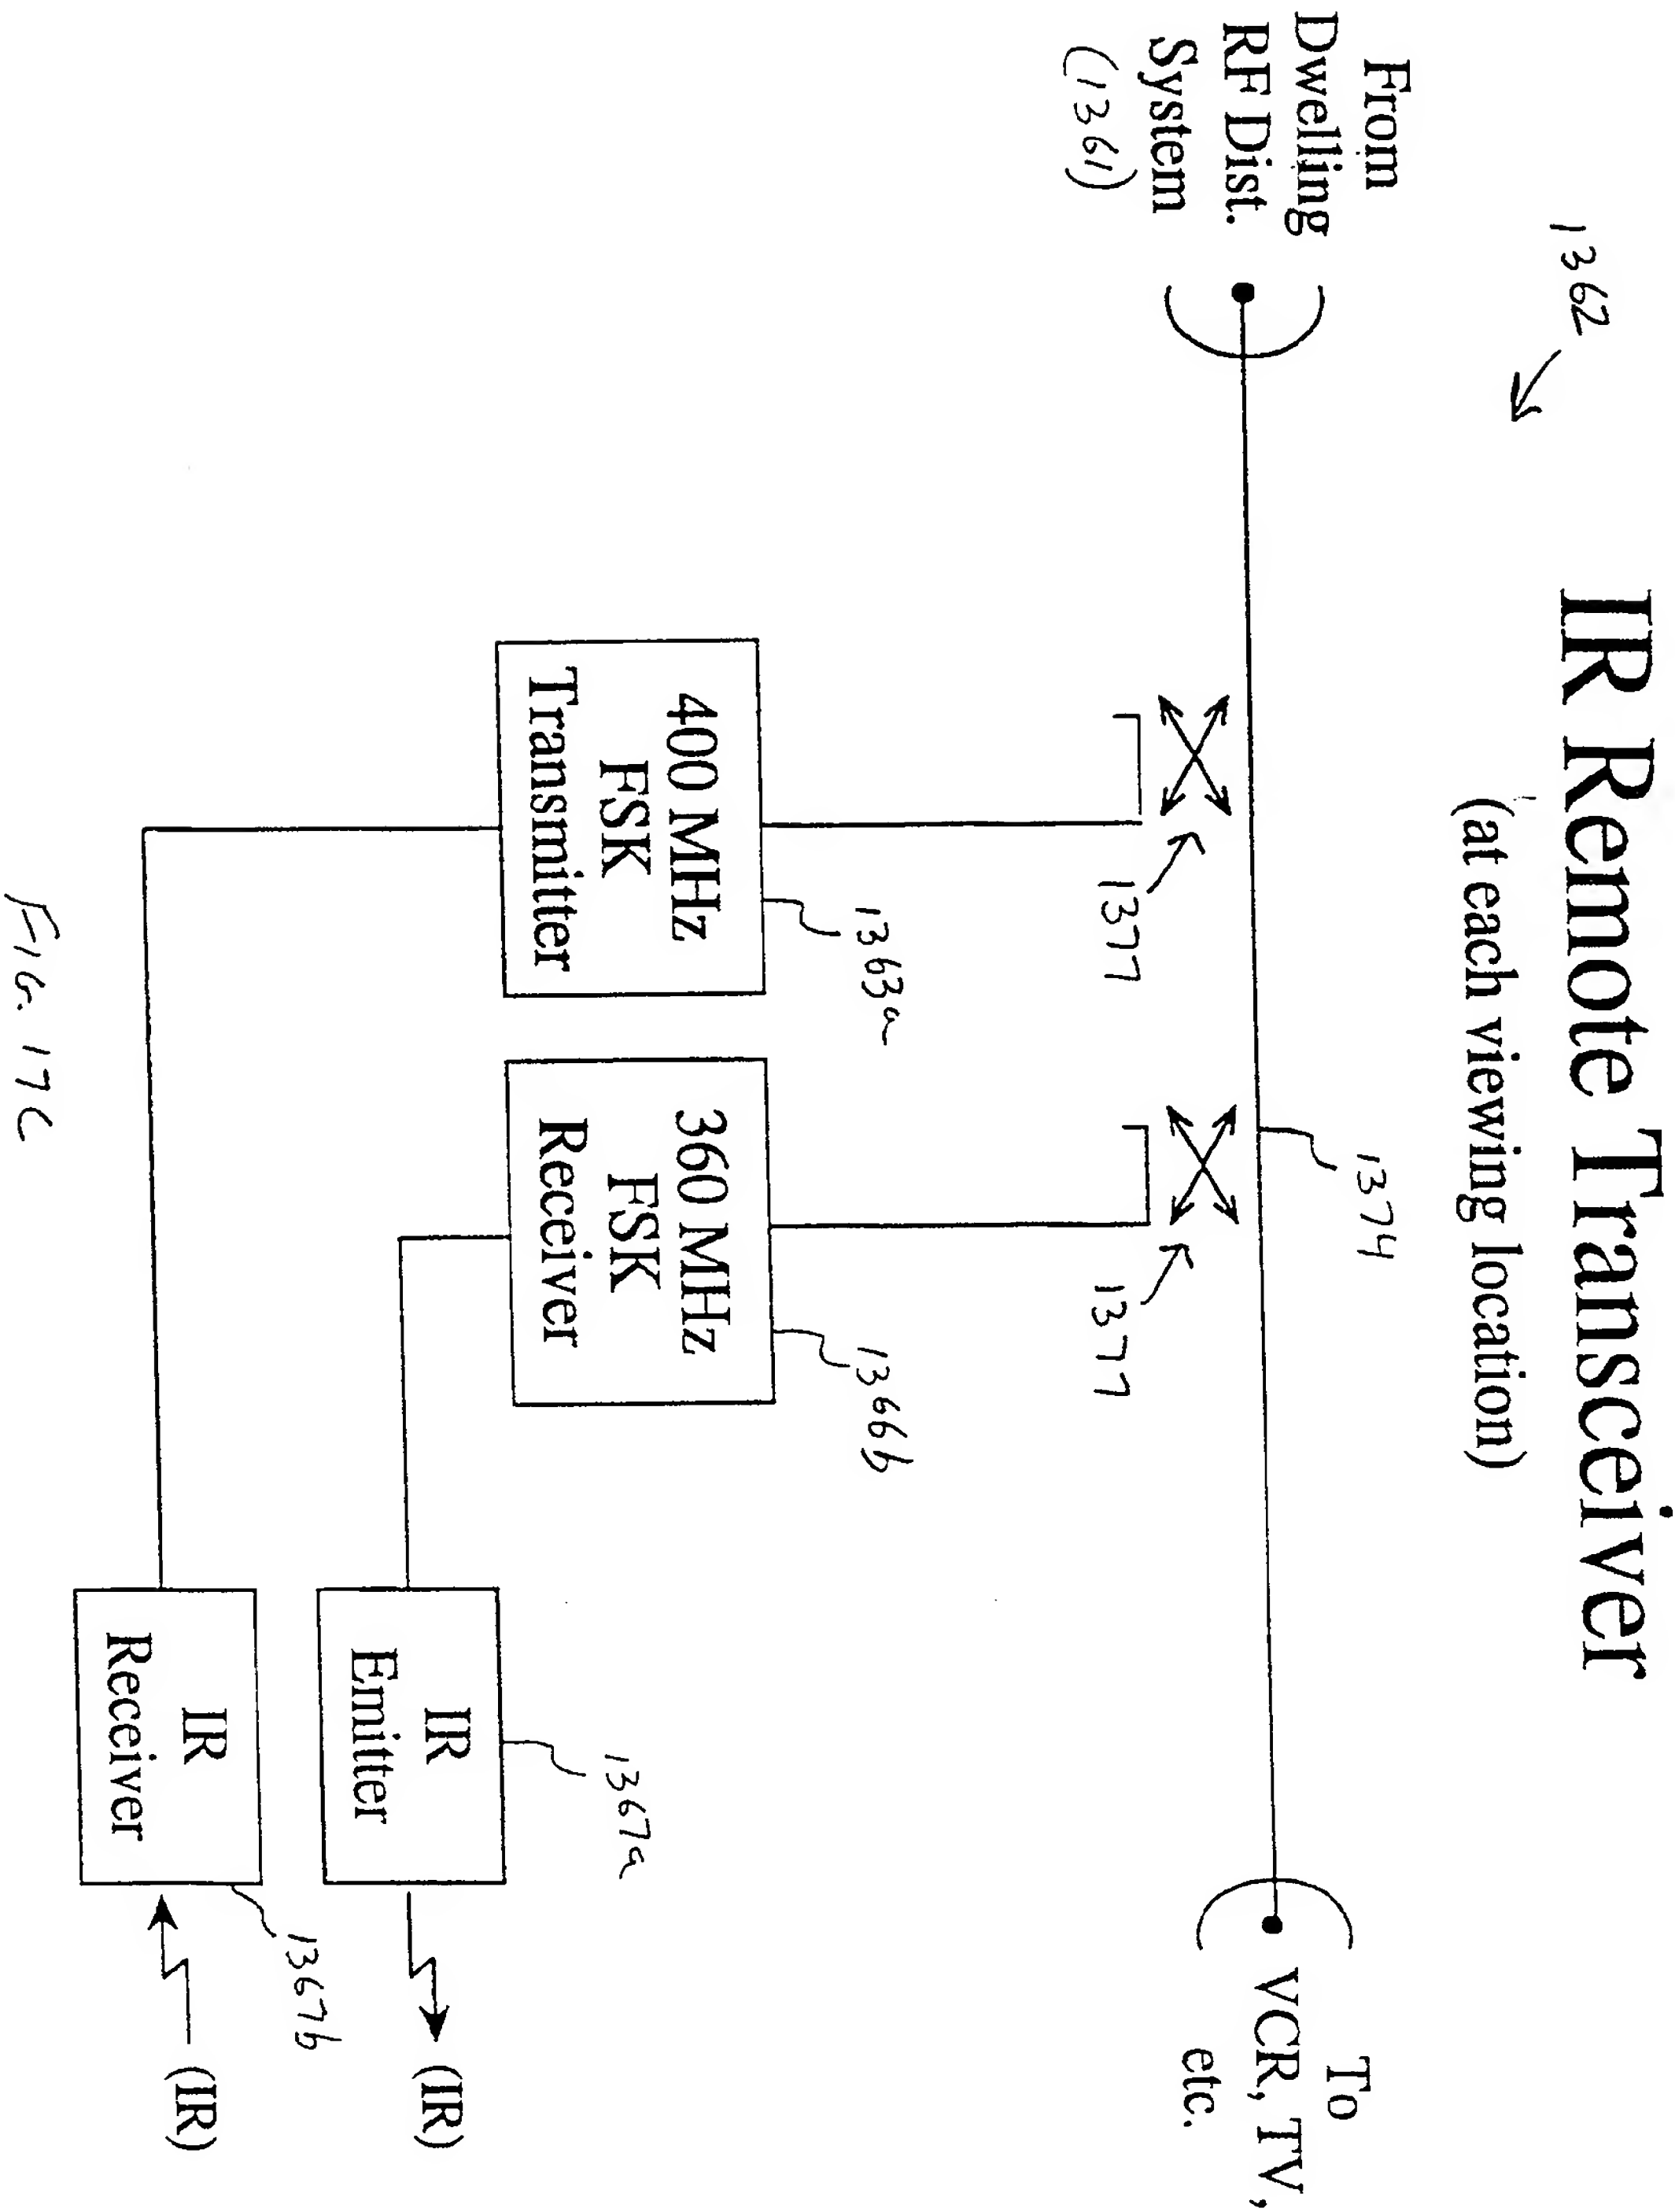 IR Remote Transceiver
(at each viewing location)
1362
From
Dwelling
RF Dist.
System
(1361)
1374
To
VCR, TV,
etc.
1377
1377
400 MHz
FSK
Transmitter
1363a
360 MHz
FSK
Receiver
1366b
IR
Emitter
1367a
(IR)
IR
Receiver
1367b
(IR)
FIG. 17C